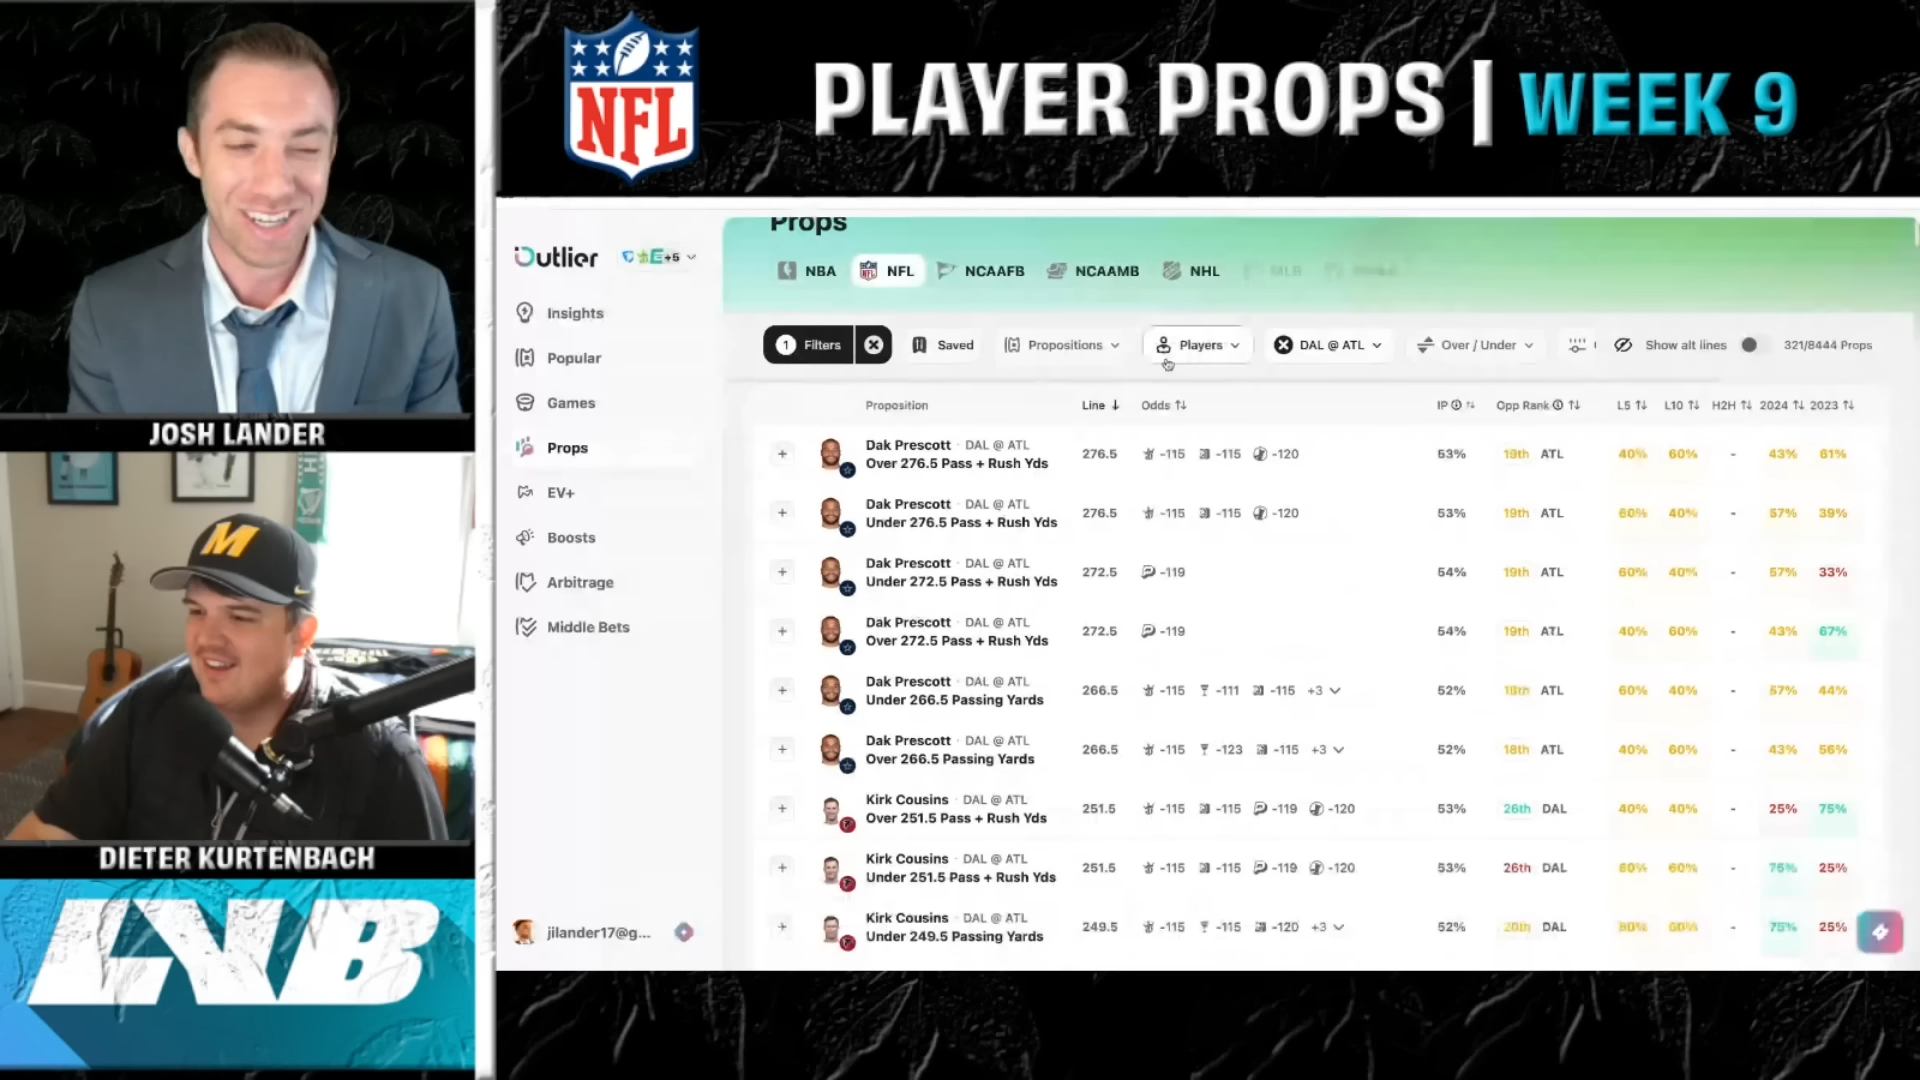 NFL
PLAYER PROPS | WEEK 9
JOSH LANDER
M
DIETER KURTENBACH
LVB
Props
Outlier
E +5
NBA NFL NCAAFB NCAAMB NHL MLB
Insights
Popular
Games
Props
EV+
Boosts
Arbitrage
Middle Bets
jilander17@g...
1 Filters Saved Propositions Players DAL @ ATL Over / Under Show alt lines 321/8444 Props
Proposition Line Odds IP Opp Rank L5 L10 H2H 2024 2023
Dak Prescott · DAL @ ATL
Over 276.5 Pass + Rush Yds 276.5 -115 -115 -120 53% 19th ATL 40% 60% - 43% 61%
Dak Prescott · DAL @ ATL
Under 276.5 Pass + Rush Yds 276.5 -115 -115 -120 53% 19th ATL 60% 40% - 57% 39%
Dak Prescott · DAL @ ATL
Under 272.5 Pass + Rush Yds 272.5 -119 54% 19th ATL 60% 40% - 57% 33%
Dak Prescott · DAL @ ATL
Over 272.5 Pass + Rush Yds 272.5 -119 54% 19th ATL 40% 60% - 43% 67%
Dak Prescott · DAL @ ATL
Under 266.5 Passing Yards 266.5 -115 -111 -115 +3 52% 18th ATL 60% 40% - 57% 44%
Dak Prescott · DAL @ ATL
Over 266.5 Passing Yards 266.5 -115 -123 -115 +3 52% 18th ATL 40% 60% - 43% 56%
Kirk Cousins · DAL @ ATL
Over 251.5 Pass + Rush Yds 251.5 -115 -115 -119 -120 53% 26th DAL 40% 40% - 25% 75%
Kirk Cousins · DAL @ ATL
Under 251.5 Pass + Rush Yds 251.5 -115 -115 -119 -120 53% 26th DAL 60% 60% - 75% 25%
Kirk Cousins · DAL @ ATL
Under 249.5 Passing Yards 249.5 -115 -115 -120 +3 52% 20th DAL 60% - 75% 25%